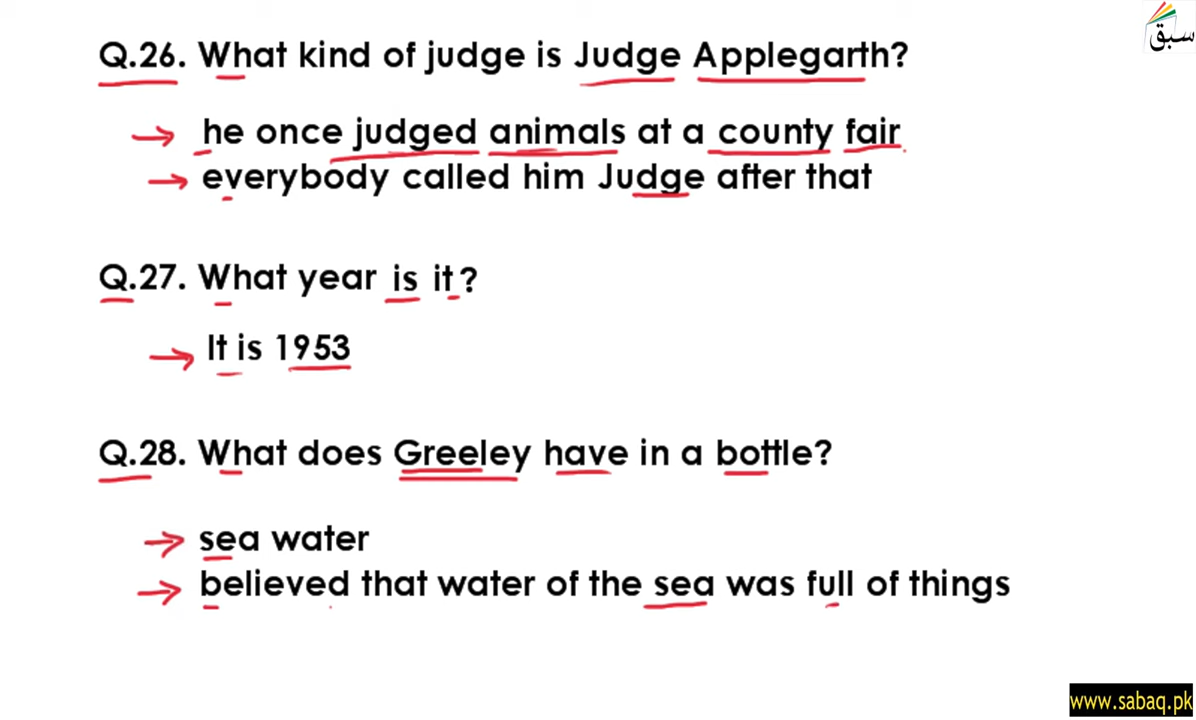 سبق
Q.26. What kind of judge is Judge Applegarth?
→ he once judged animals at a county fair
→ everybody called him Judge after that
Q.27. What year is it?
→ It is 1953
Q.28. What does Greeley have in a bottle?
→ sea water
→ believed that water of the sea was full of things
www.sabaq.pk